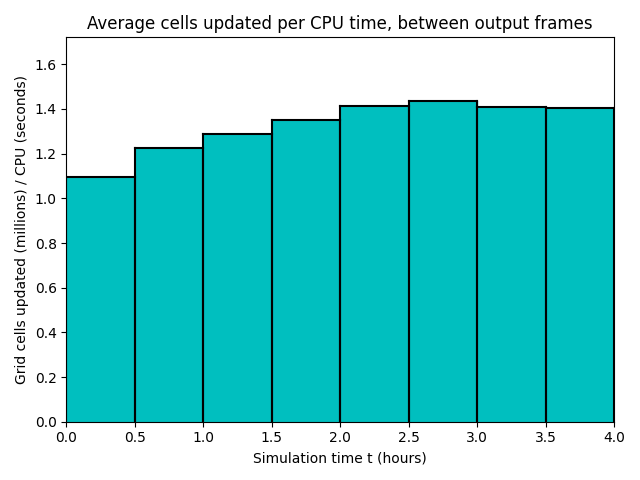 Average cells updated per CPU time, between output frames
Grid cells updated (millions) / CPU (seconds)
1.6
1.4
1.2
1.0
0.8
0.6
0.4
0.2
0.0
0.0 0.5 1.0 1.5 2.0 2.5 3.0 3.5 4.0
Simulation time t (hours)